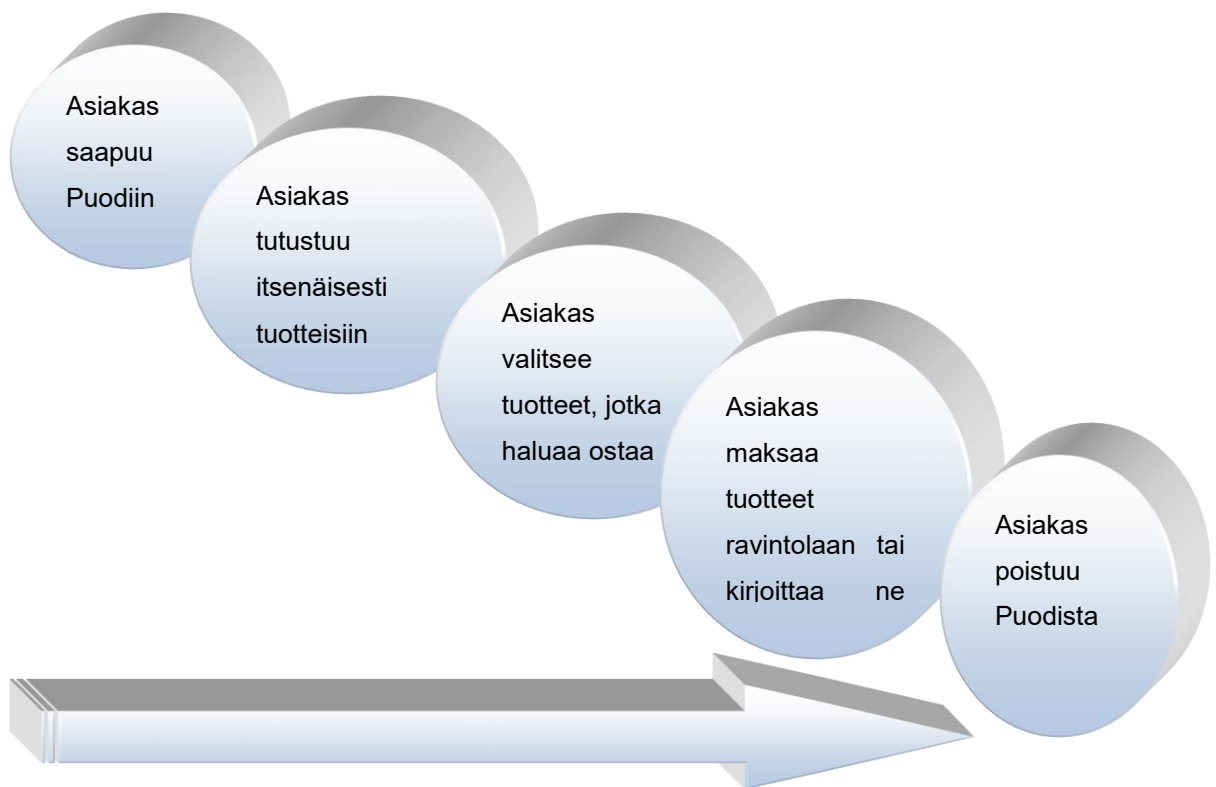 Asiakas
saapuu
Puodiin
Asiakas
tutustuu
itsenäisesti
tuotteisiin
Asiakas
valitsee
tuotteet, jotka
haluaa ostaa
Asiakas
maksaa
tuotteet
ravintolaan tai
kirjoittaa ne
Asiakas
poistuu
Puodista